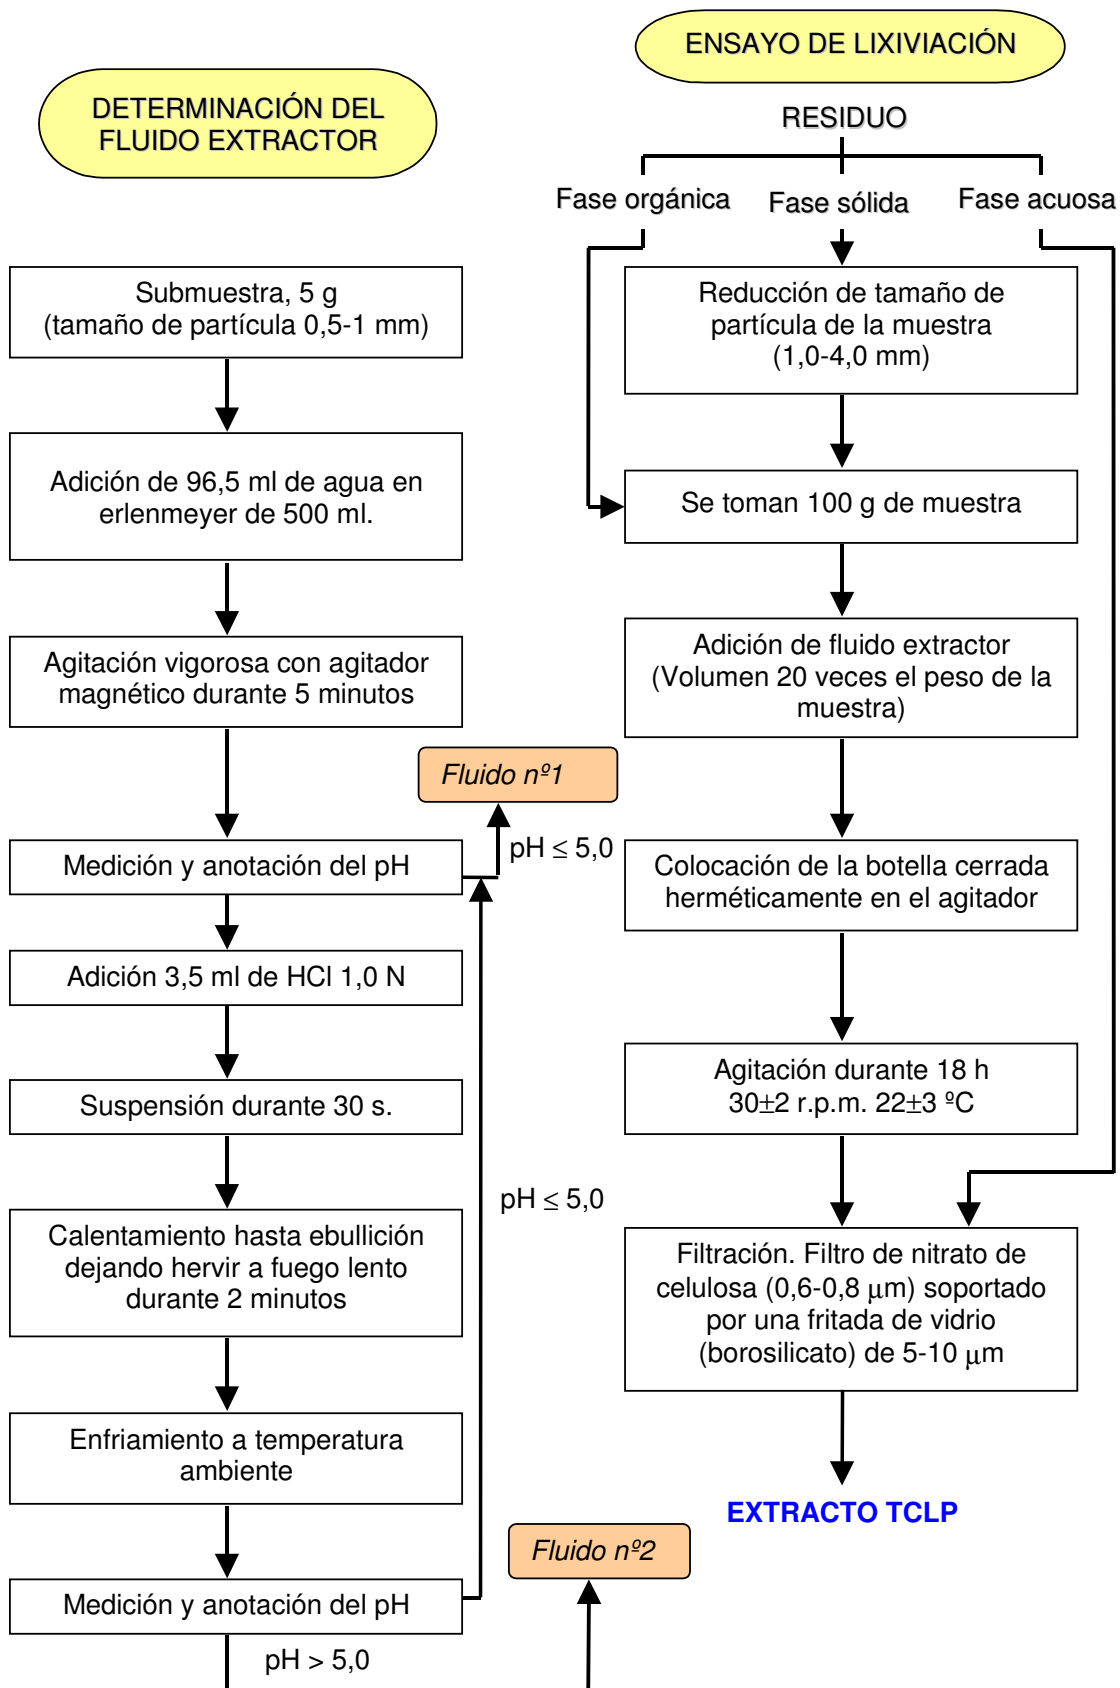 DETERMINACIÓN DEL
FLUIDO EXTRACTOR
Submuestra, 5 g
(tamaño de partícula 0,5-1 mm)
Adición de 96,5 ml de agua en
erlenmeyer de 500 ml.
Agitación vigorosa con agitador
magnético durante 5 minutos
Fluido nº1
pH ≤ 5,0
Medición y anotación del pH
Adición 3,5 ml de HCl 1,0 N
Suspensión durante 30 s.
pH ≤ 5,0
Calentamiento hasta ebullición
dejando hervir a fuego lento
durante 2 minutos
Enfriamiento a temperatura
ambiente
Medición y anotación del pH
pH > 5,0
Fluido nº2
ENSAYO DE LIXIVIACIÓN
RESIDUO
Fase orgánica
Fase sólida
Fase acuosa
Reducción de tamaño de
partícula de la muestra
(1,0-4,0 mm)
Se toman 100 g de muestra
Adición de fluido extractor
(Volumen 20 veces el peso de la
muestra)
Colocación de la botella cerrada
herméticamente en el agitador
Agitación durante 18 h
30±2 r.p.m. 22±3 ºC
Filtración. Filtro de nitrato de
celulosa (0,6-0,8 μm) soportado
por una fritada de vidrio
(borosilicato) de 5-10 μm
EXTRACTO TCLP